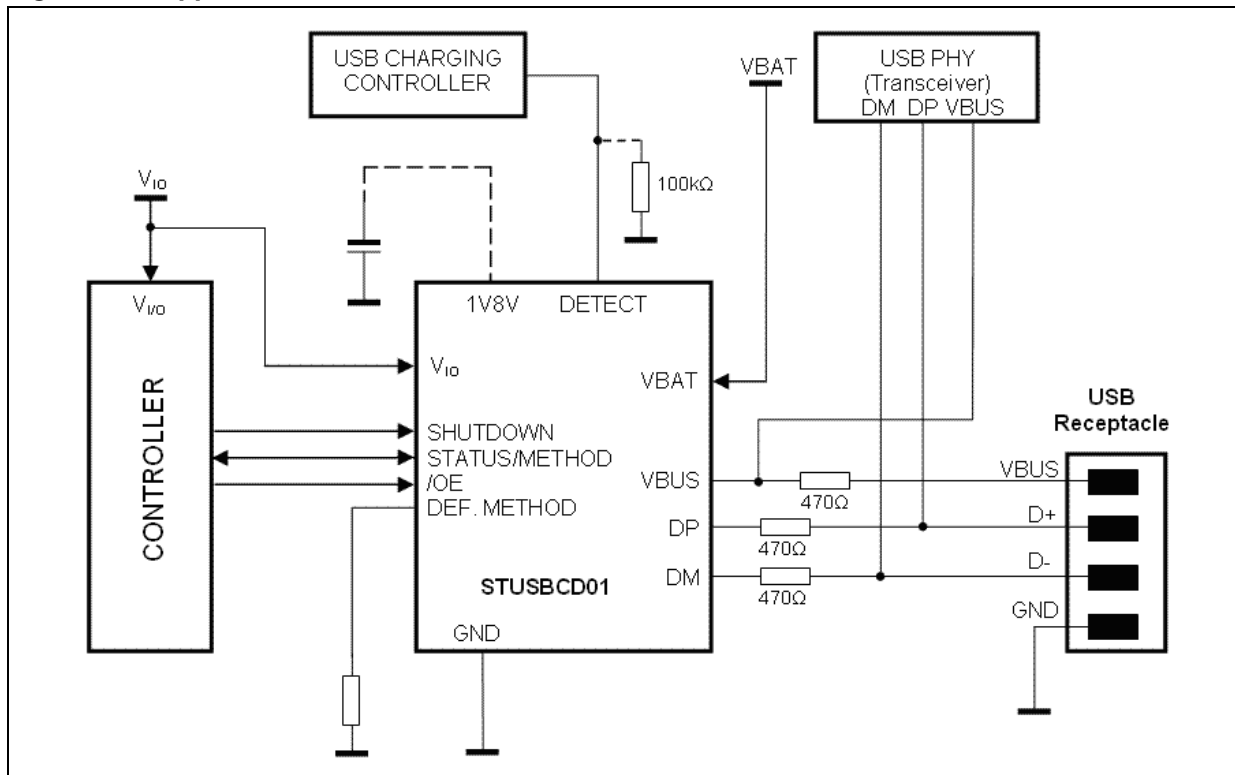 USB CHARGING
CONTROLLER
VBAT
USB PHY
(Transceiver)
DM DP VBUS
100kΩ
VIO
VI/O
CONTROLLER
1V8V
DETECT
VIO
VBAT
SHUTDOWN
STATUS/METHOD
/OE
DEF. METHOD
VBUS
DP
DM
STUSBCD01
GND
470Ω
470Ω
470Ω
USB
Receptacle
VBUS
D+
D-
GND